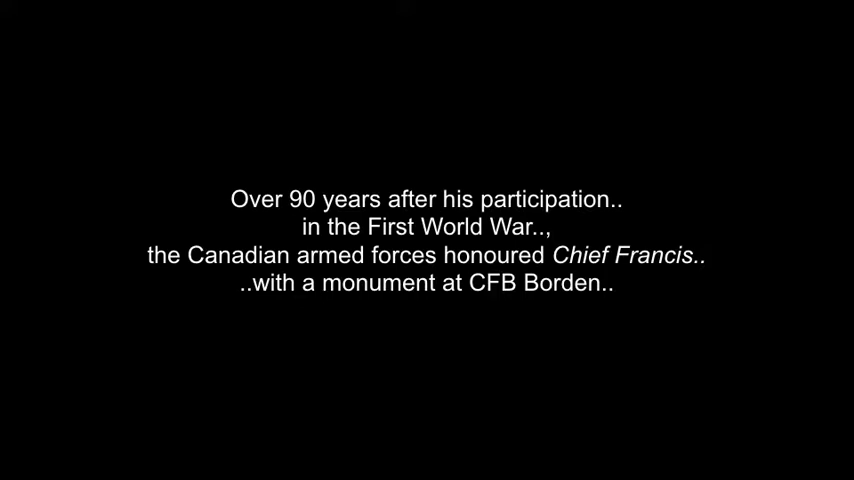 Over 90 years after his participation..
in the First World War..,
the Canadian armed forces honoured Chief Francis..
..with a monument at CFB Borden..